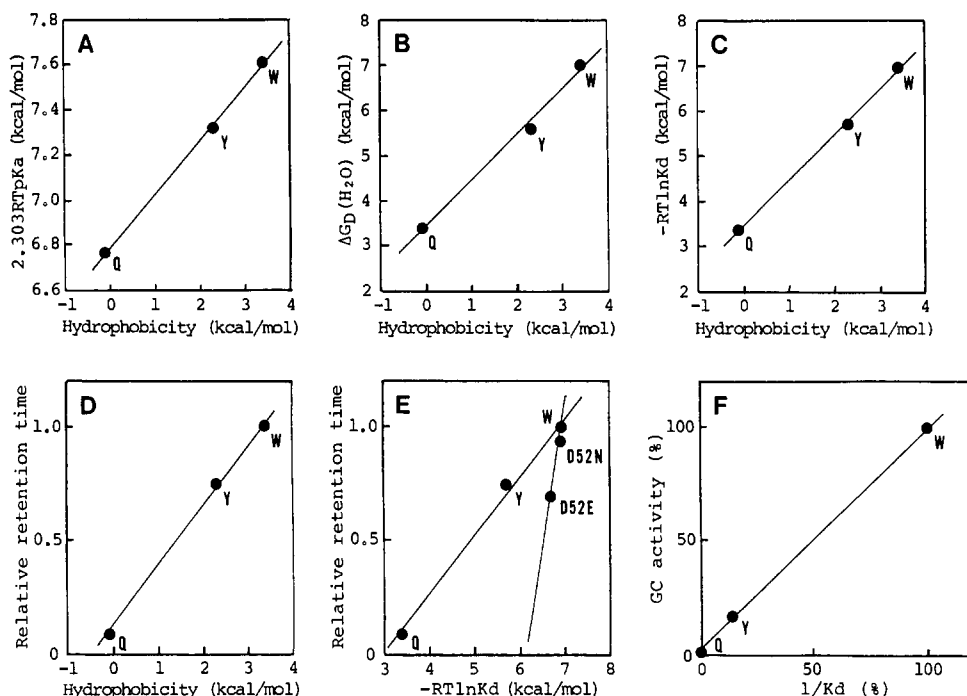 A
2.303RTpKa (kcal/mol)
7.8
7.6
7.4
7.2
7.0
6.8
6.6
W
Y
Q
-1 0 1 2 3 4
Hydrophobicity (kcal/mol)
B
ΔGD(H2O) (kcal/mol)
8
7
6
5
4
3
2
W
Y
Q
-1 0 1 2 3 4
Hydrophobicity (kcal/mol)
C
-RTlnKd (kcal/mol)
8
7
6
5
4
3
2
W
Y
Q
-1 0 1 2 3 4
Hydrophobicity (kcal/mol)
D
Relative retention time
1.0
0.5
0
W
Y
Q
-1 0 1 2 3 4
Hydrophobicity (kcal/mol)
E
Relative retention time
1.0
0.5
0
W
D52N
Y
D52E
Q
3 4 5 6 7 8
-RTlnKd (kcal/mol)
F
GC activity (%)
100
50
0
W
Y
Q
0 50 100
1/Kd (%)